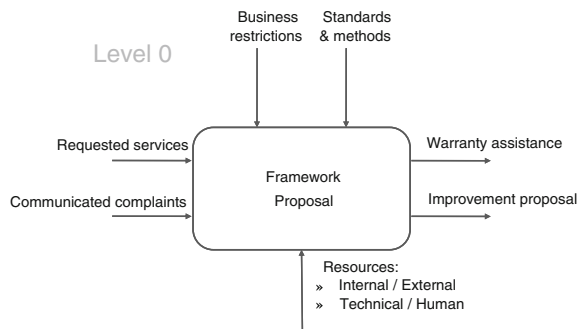 Level 0
Business
restrictions
Standards
& methods
Requested services
Communicated complaints
Framework
Proposal
Warranty assistance
Improvement proposal
Resources:
» Internal / External
» Technical / Human